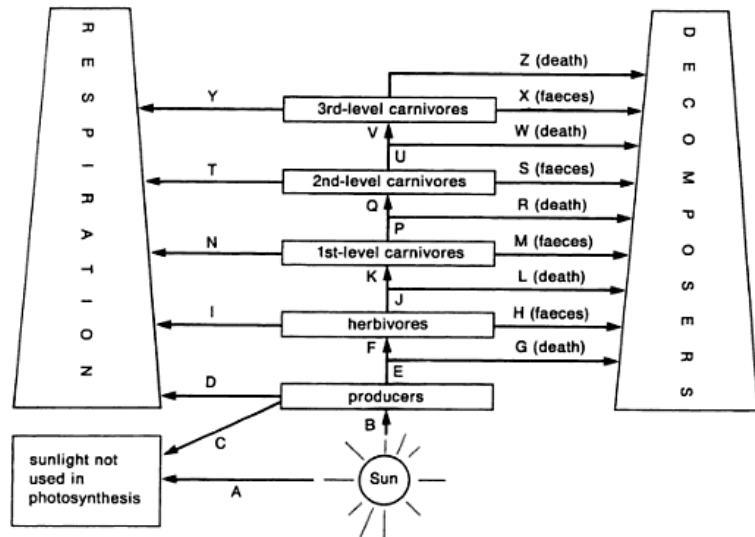 RESPIRATION
DECOMPOSERS
Z (death)
Y
3rd-level carnivores
X (faeces)
V
W (death)
U
T
2nd-level carnivores
S (faeces)
Q
R (death)
P
N
1st-level carnivores
M (faeces)
K
L (death)
J
I
herbivores
H (faeces)
F
G (death)
E
D
producers
C
B
sunlight not
used in
photosynthesis
A
Sun